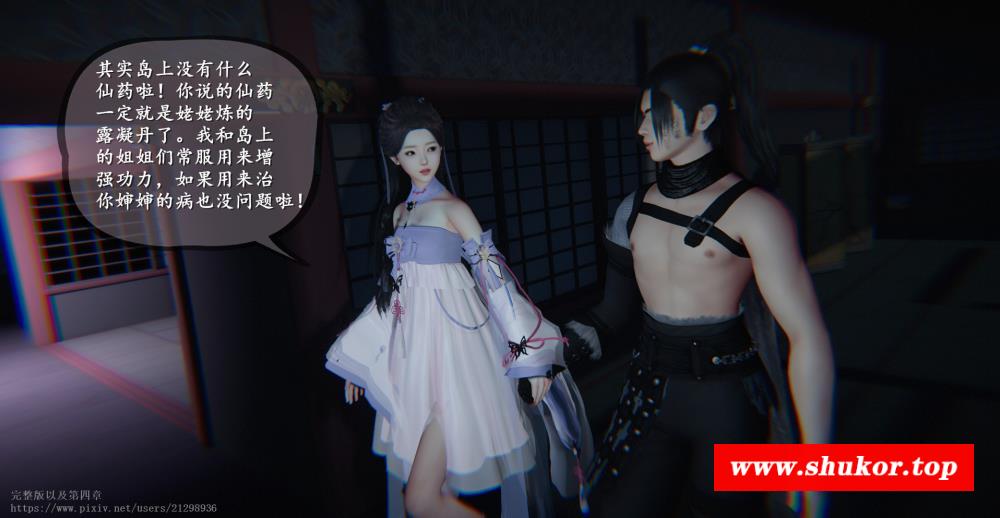 其实岛上没有什么
仙药啦！你说的仙药
一定就是姥姥炼的
露凝丹了。我和岛上
的姐姐们常服用来增
强功力，如果用来治
你婶婶的病也没问题啦！
www.shukor.top
完整版以及第四章
https://www.pixiv.net/users/21298936